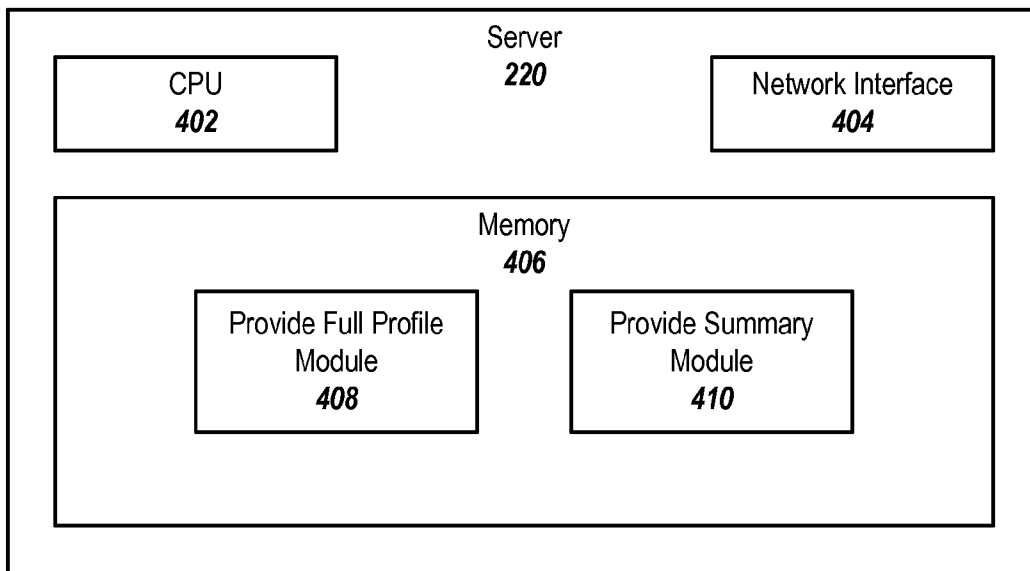 Server
220
CPU
402
Network Interface
404
Memory
406
Provide Full Profile
Module
408
Provide Summary
Module
410